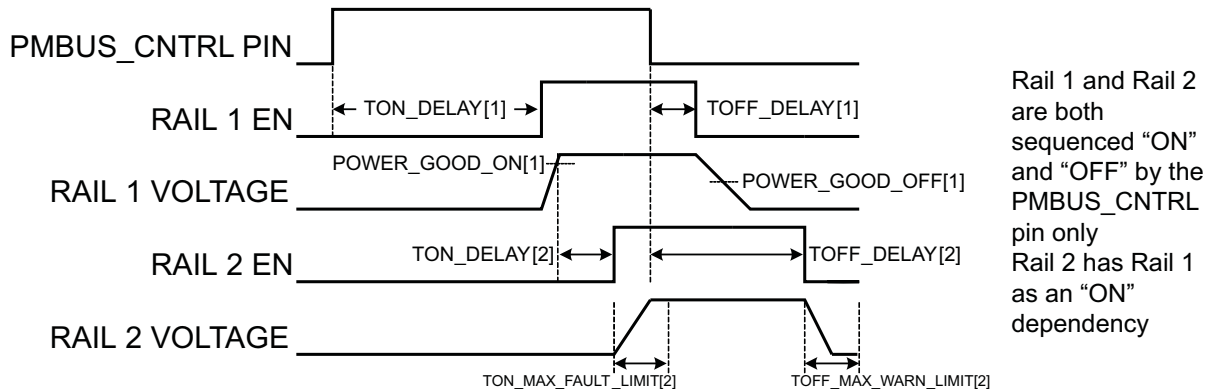 PMBUS_CNTRL PIN
RAIL 1 EN
TON_DELAY[1]
TOFF_DELAY[1]
RAIL 1 VOLTAGE
POWER_GOOD_ON[1]
POWER_GOOD_OFF[1]
RAIL 2 EN
TON_DELAY[2]
TOFF_DELAY[2]
RAIL 2 VOLTAGE
TON_MAX_FAULT_LIMIT[2]
TOFF_MAX_WARN_LIMIT[2]
Rail 1 and Rail 2
are both
sequenced “ON”
and “OFF” by the
PMBUS_CNTRL
pin only
Rail 2 has Rail 1
as an “ON”
dependency